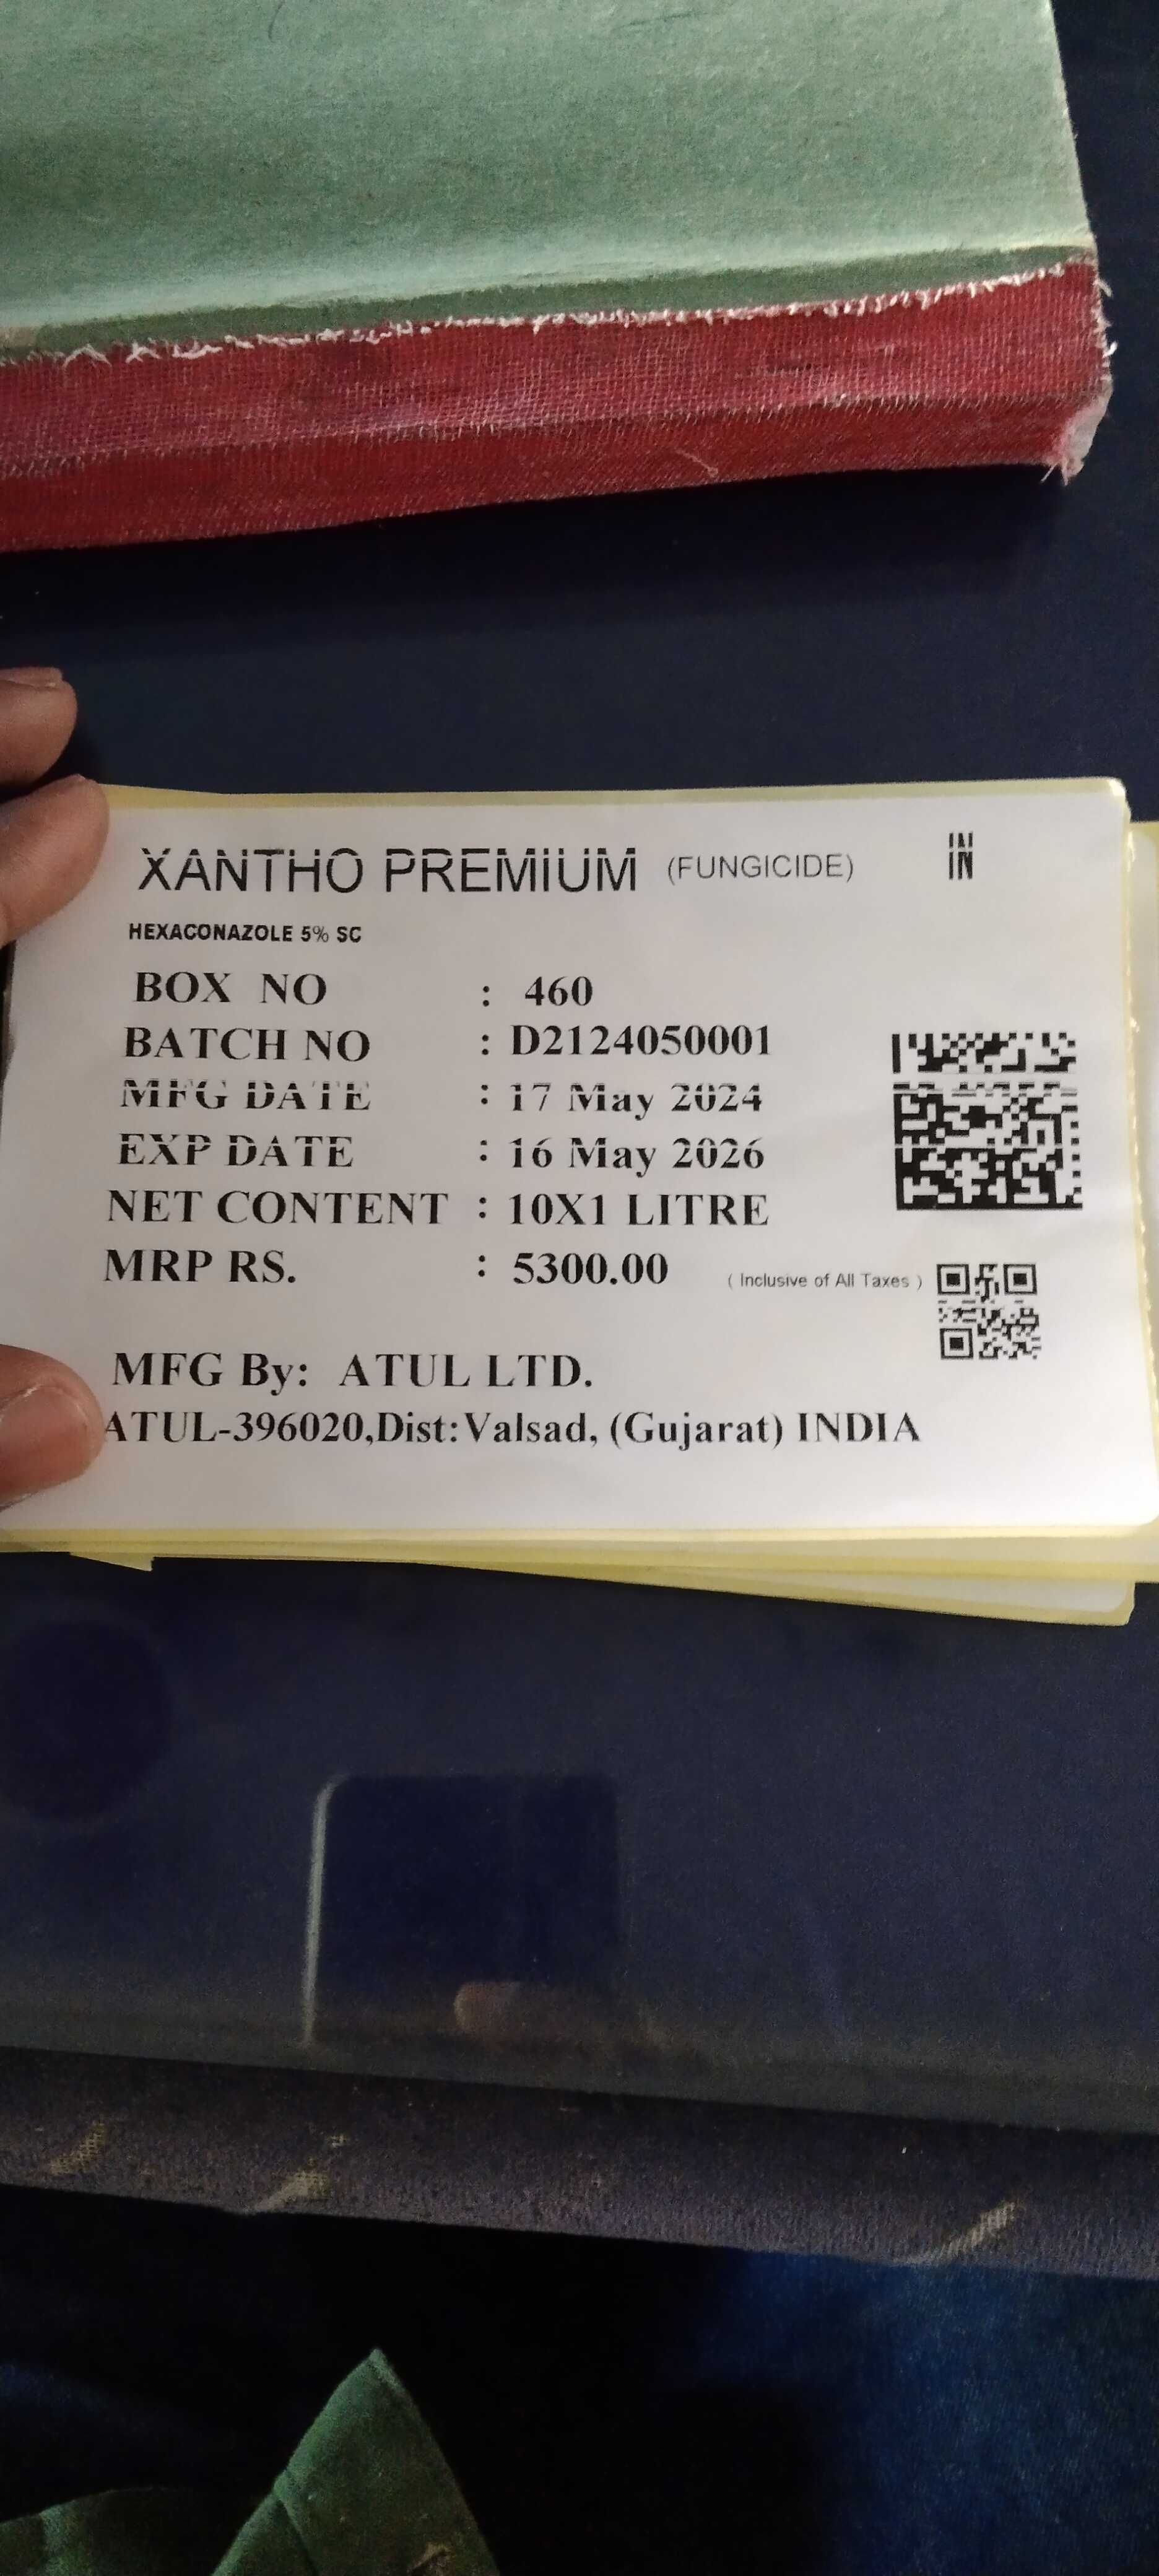 XANTHO PREMIUM (FUNGICIDE) IN
HEXACONAZOLE 5% SC
BOX NO : 460
BATCH NO : D2124050001
MFG DATE : 17 May 2024
EXP DATE : 16 May 2026
NET CONTENT : 10X1 LITRE
MRP RS. : 5300.00 ( Inclusive of All Taxes )
MFG By: ATUL LTD.
ATUL-396020,Dist:Valsad, (Gujarat) INDIA